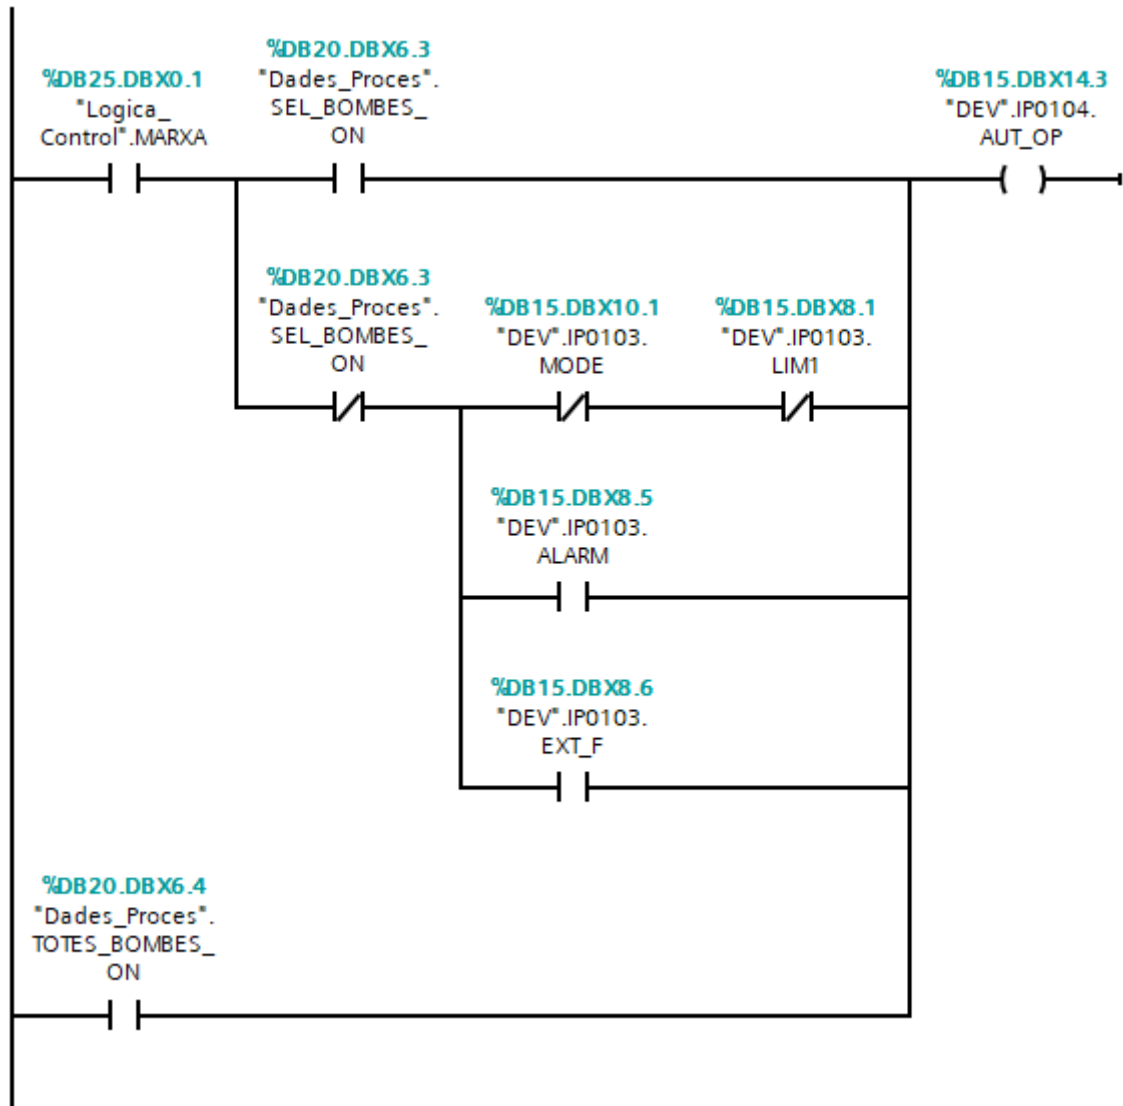 %DB25.DBX0.1
"Logica_
Control".MARXA
%DB20.DBX6.3
"Dades_Proces".
SEL_BOMBES_
ON
%DB15.DBX14.3
"DEV".IP0104.
AUT_OP
%DB20.DBX6.3
"Dades_Proces".
SEL_BOMBES_
ON
%DB15.DBX10.1
"DEV".IP0103.
MODE
%DB15.DBX8.1
"DEV".IP0103.
LIM1
%DB15.DBX8.5
"DEV".IP0103.
ALARM
%DB15.DBX8.6
"DEV".IP0103.
EXT_F
%DB20.DBX6.4
"Dades_Proces".
TOTES_BOMBES_
ON